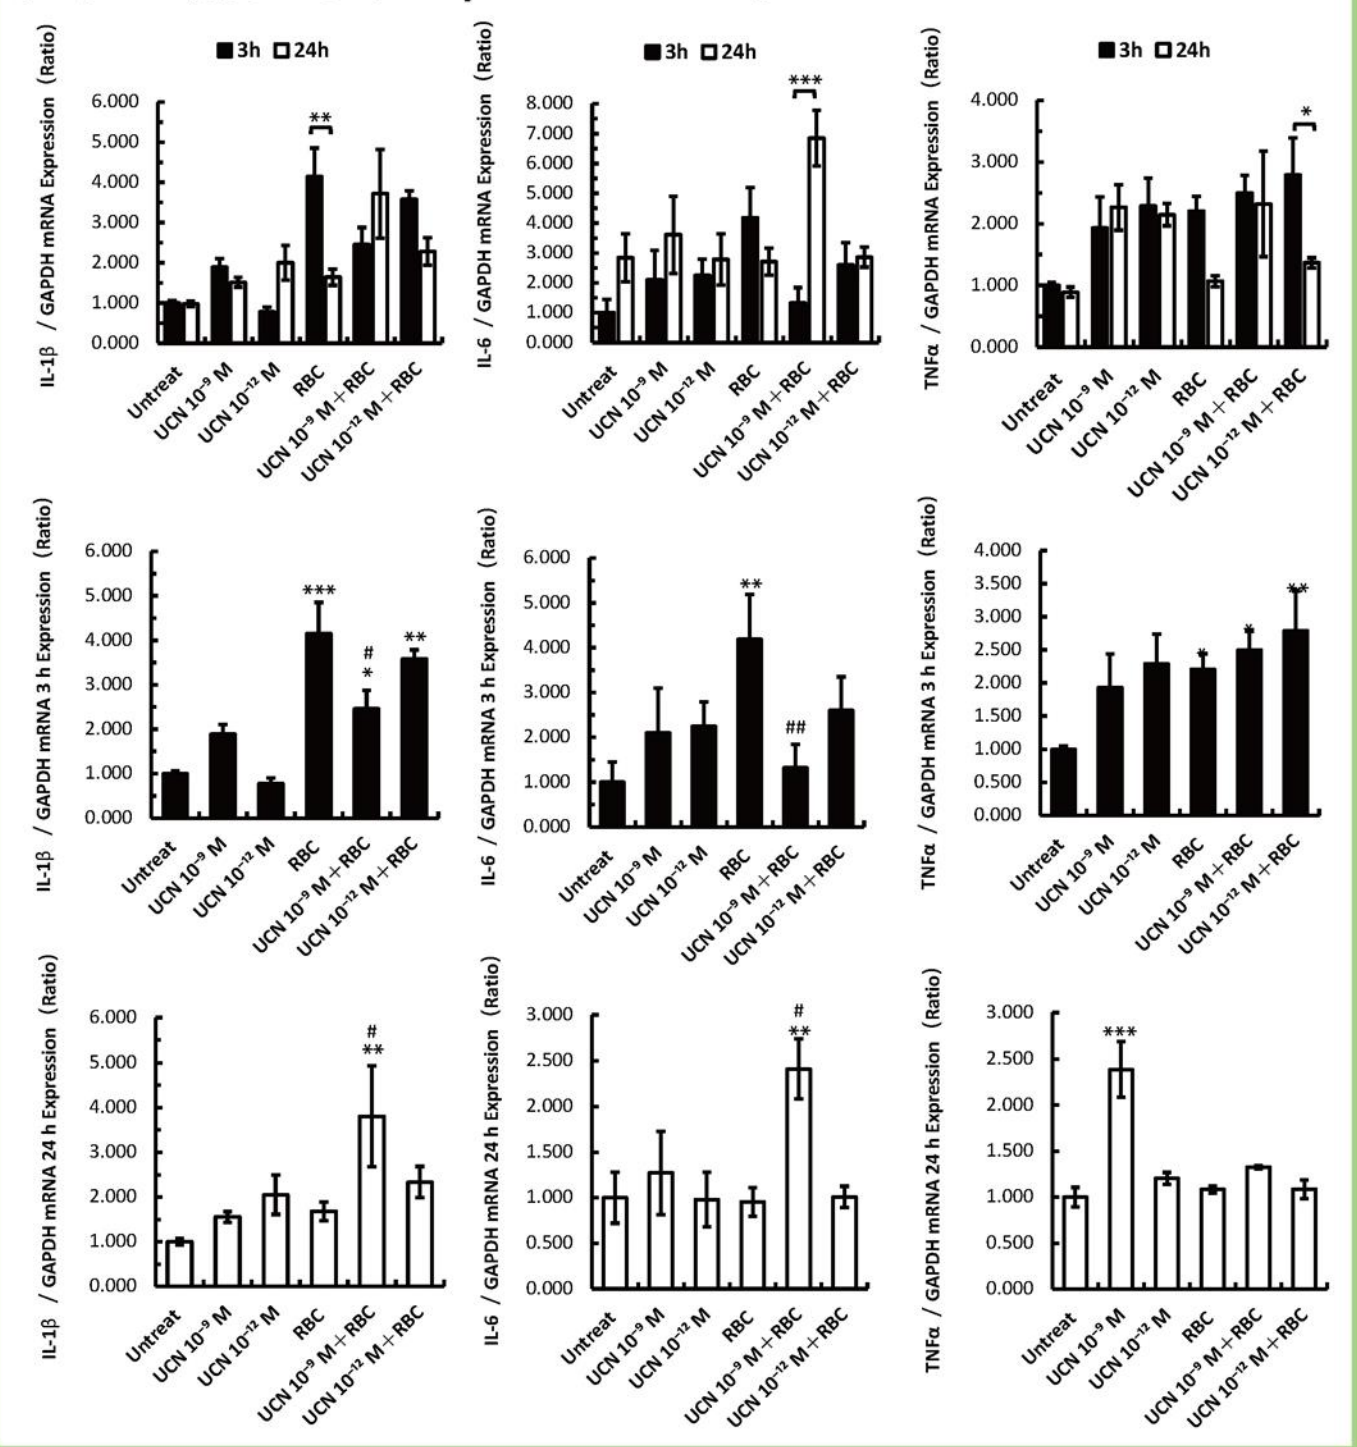 IL-1β / GAPDH mRNA Expression (Ratio)
3h 24h
6.000
5.000
4.000
3.000
2.000
1.000
0.000
**
Untreat
UCN 10⁻⁹ M
UCN 10⁻¹² M
RBC
UCN 10⁻⁹ M+RBC
UCN 10⁻¹² M+RBC
IL-6 / GAPDH mRNA Expression (Ratio)
3h 24h
8.000
7.000
6.000
5.000
4.000
3.000
2.000
1.000
0.000
***
Untreat
UCN 10⁻⁹ M
UCN 10⁻¹² M
RBC
UCN 10⁻⁹ M+RBC
UCN 10⁻¹² M+RBC
TNFα / GAPDH mRNA Expression (Ratio)
3h 24h
4.000
3.000
2.000
1.000
0.000
*
Untreat
UCN 10⁻⁹ M
UCN 10⁻¹² M
RBC
UCN 10⁻⁹ M+RBC
UCN 10⁻¹² M+RBC
IL-1β / GAPDH mRNA 3 h Expression (Ratio)
6.000
5.000
4.000
3.000
2.000
1.000
0.000
***
#
*
**
Untreat
UCN 10⁻⁹ M
UCN 10⁻¹² M
RBC
UCN 10⁻⁹ M+RBC
UCN 10⁻¹² M+RBC
IL-6 / GAPDH mRNA 3 h Expression (Ratio)
6.000
5.000
4.000
3.000
2.000
1.000
0.000
**
##
Untreat
UCN 10⁻⁹ M
UCN 10⁻¹² M
RBC
UCN 10⁻⁹ M+RBC
UCN 10⁻¹² M+RBC
TNFα / GAPDH mRNA 3 h Expression (Ratio)
4.000
3.500
3.000
2.500
2.000
1.500
1.000
0.500
0.000
*
*
**
Untreat
UCN 10⁻⁹ M
UCN 10⁻¹² M
RBC
UCN 10⁻⁹ M+RBC
UCN 10⁻¹² M+RBC
IL-1β / GAPDH mRNA 24 h Expression (Ratio)
6.000
5.000
4.000
3.000
2.000
1.000
0.000
#
**
Untreat
UCN 10⁻⁹ M
UCN 10⁻¹² M
RBC
UCN 10⁻⁹ M+RBC
UCN 10⁻¹² M+RBC
IL-6 / GAPDH mRNA 24 h Expression (Ratio)
3.000
2.500
2.000
1.500
1.000
0.500
0.000
#
**
Untreat
UCN 10⁻⁹ M
UCN 10⁻¹² M
RBC
UCN 10⁻⁹ M+RBC
UCN 10⁻¹² M+RBC
TNFα / GAPDH mRNA 24 h Expression (Ratio)
3.000
2.500
2.000
1.500
1.000
0.500
0.000
***
Untreat
UCN 10⁻⁹ M
UCN 10⁻¹² M
RBC
UCN 10⁻⁹ M+RBC
UCN 10⁻¹² M+RBC